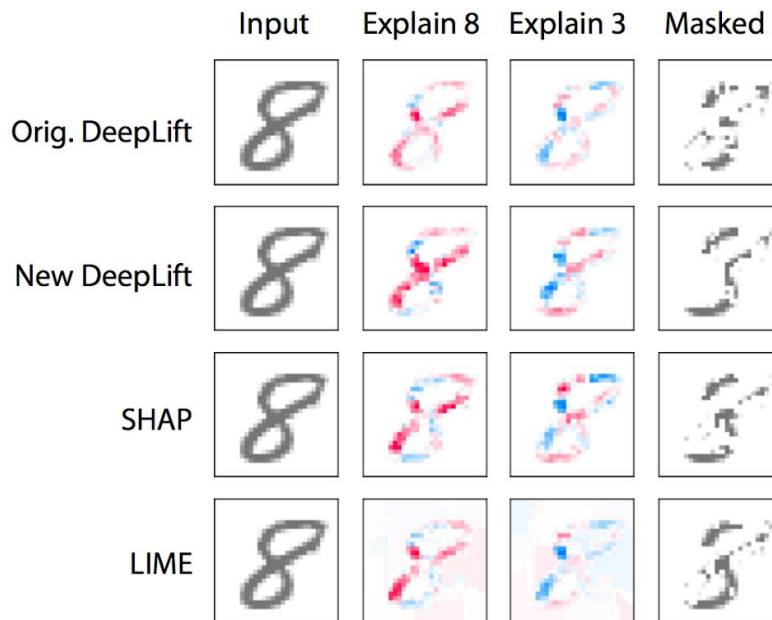 Input Explain 8 Explain 3 Masked
Orig. DeepLift
New DeepLift
SHAP
LIME